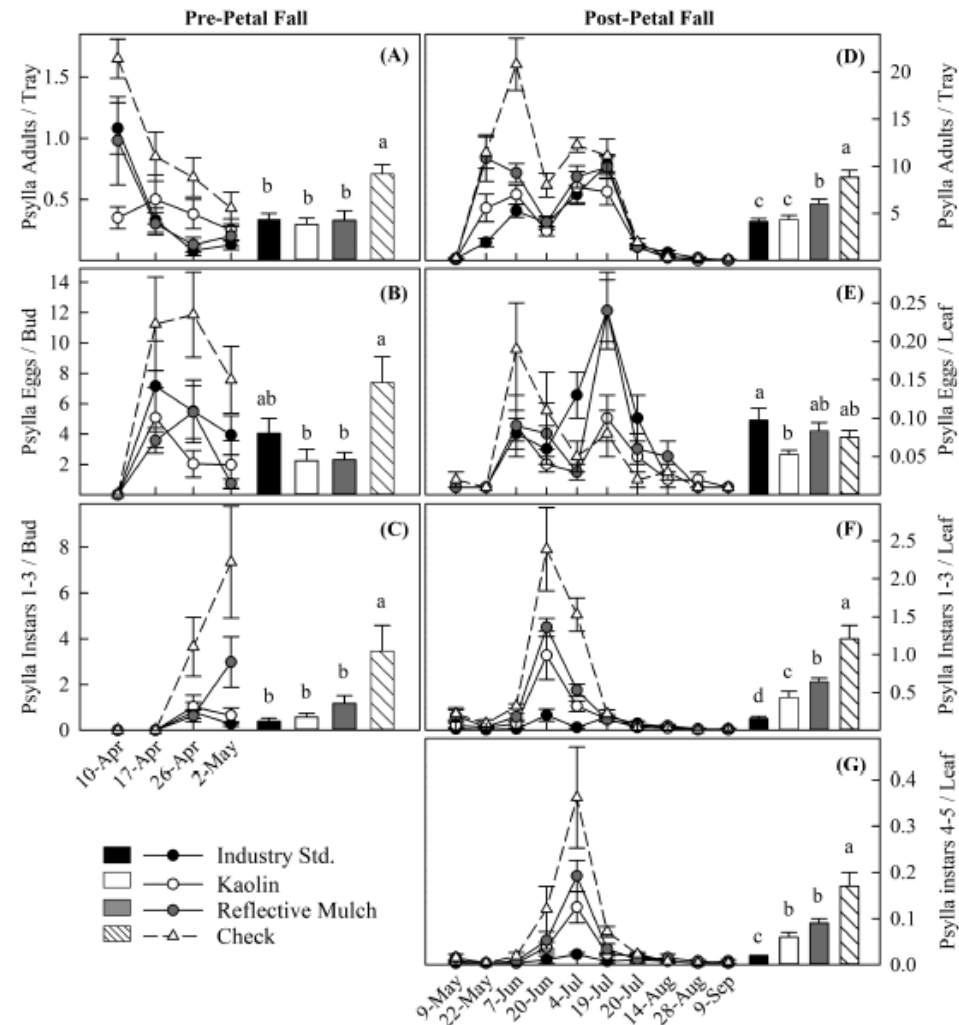 Pre-Petal Fall
Post-Petal Fall
Psylla Adults / Tray
1.5
1.0
0.5
(A)
b b b a
(D)
c c b a
20
15
10
5
Psylla Adults / Tray
Psylla Eggs / Bud
14
12
10
8
6
4
2
(B)
ab b b a
(E)
a b ab ab
0.25
0.20
0.15
0.10
0.05
Psylla Eggs / Leaf
Psylla Instars 1-3 / Bud
8
6
4
2
0
(C)
b b b a
10-Apr
17-Apr
26-Apr
2-May
(F)
d c b a
2.5
2.0
1.5
1.0
0.5
Psylla Instars 1-3 / Leaf
(G)
c b b a
0.4
0.3
0.2
0.1
0.0
Psylla instars 4-5 / Leaf
9-May
22-May
7-Jun
20-Jun
4-Jul
19-Jul
20-Jul
14-Aug
28-Aug
9-Sep
Industry Std.
Kaolin
Reflective Mulch
Check